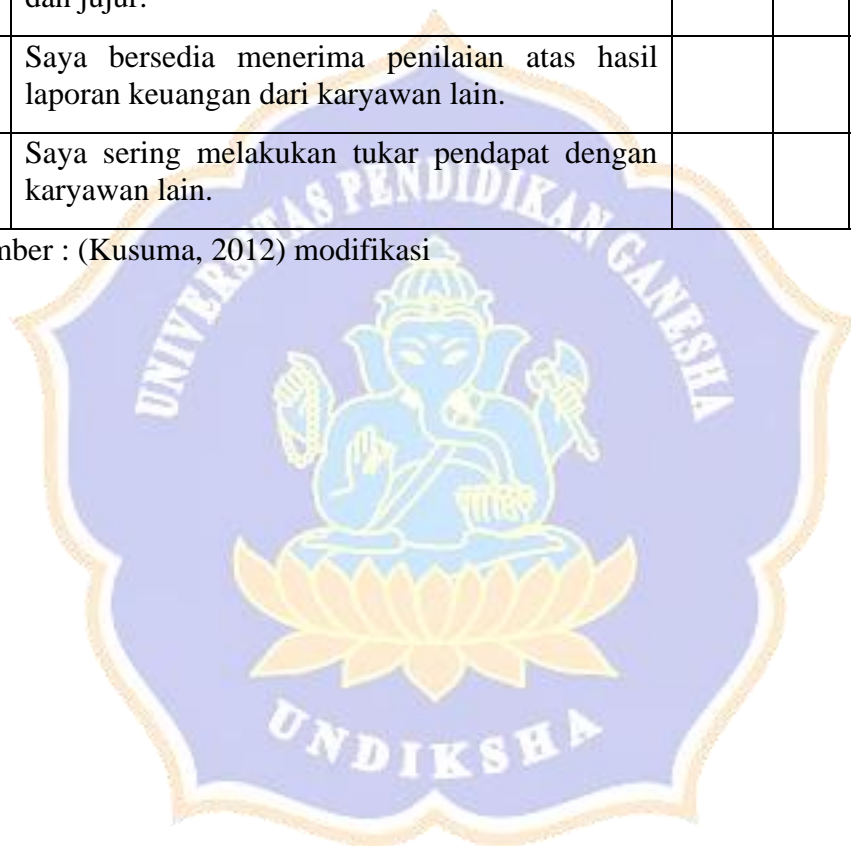 dan jujur.
Saya bersedia menerima penilaian atas hasil
laporan keuangan dari karyawan lain.
Saya sering melakukan tukar pendapat dengan
karyawan lain.
mber : (Kusuma, 2012) modifikasi
UNIVERSITAS PENDIDIKAN GANESHA
UNDIKSHA